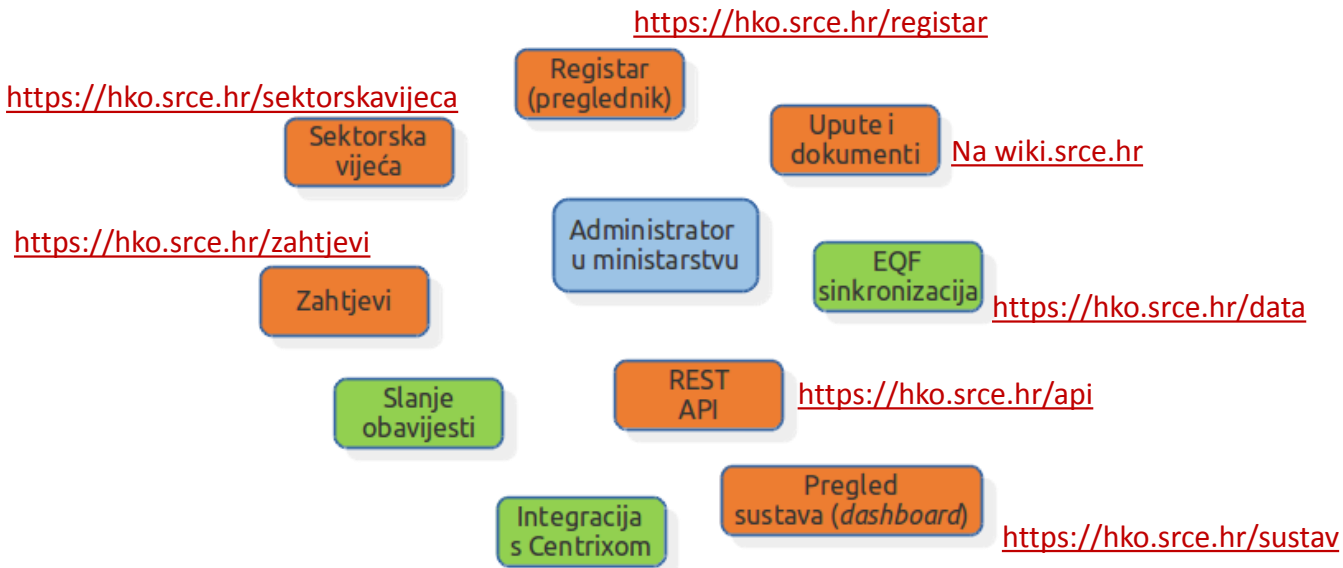 https://hko.srce.hr/registar
Registar
(preglednik)
https://hko.srce.hr/sektorskavijeca
Sektorska
vijeća
Upute i
dokumenti
Na wiki.srce.hr
Administrator
u ministarstvu
https://hko.srce.hr/zahtjevi
Zahtjevi
EQF
sinkronizacija
https://hko.srce.hr/data
Slanje
obavijesti
REST
API
https://hko.srce.hr/api
Pregled
sustava (dashboard)
https://hko.srce.hr/sustav
Integracija
s Centrixom